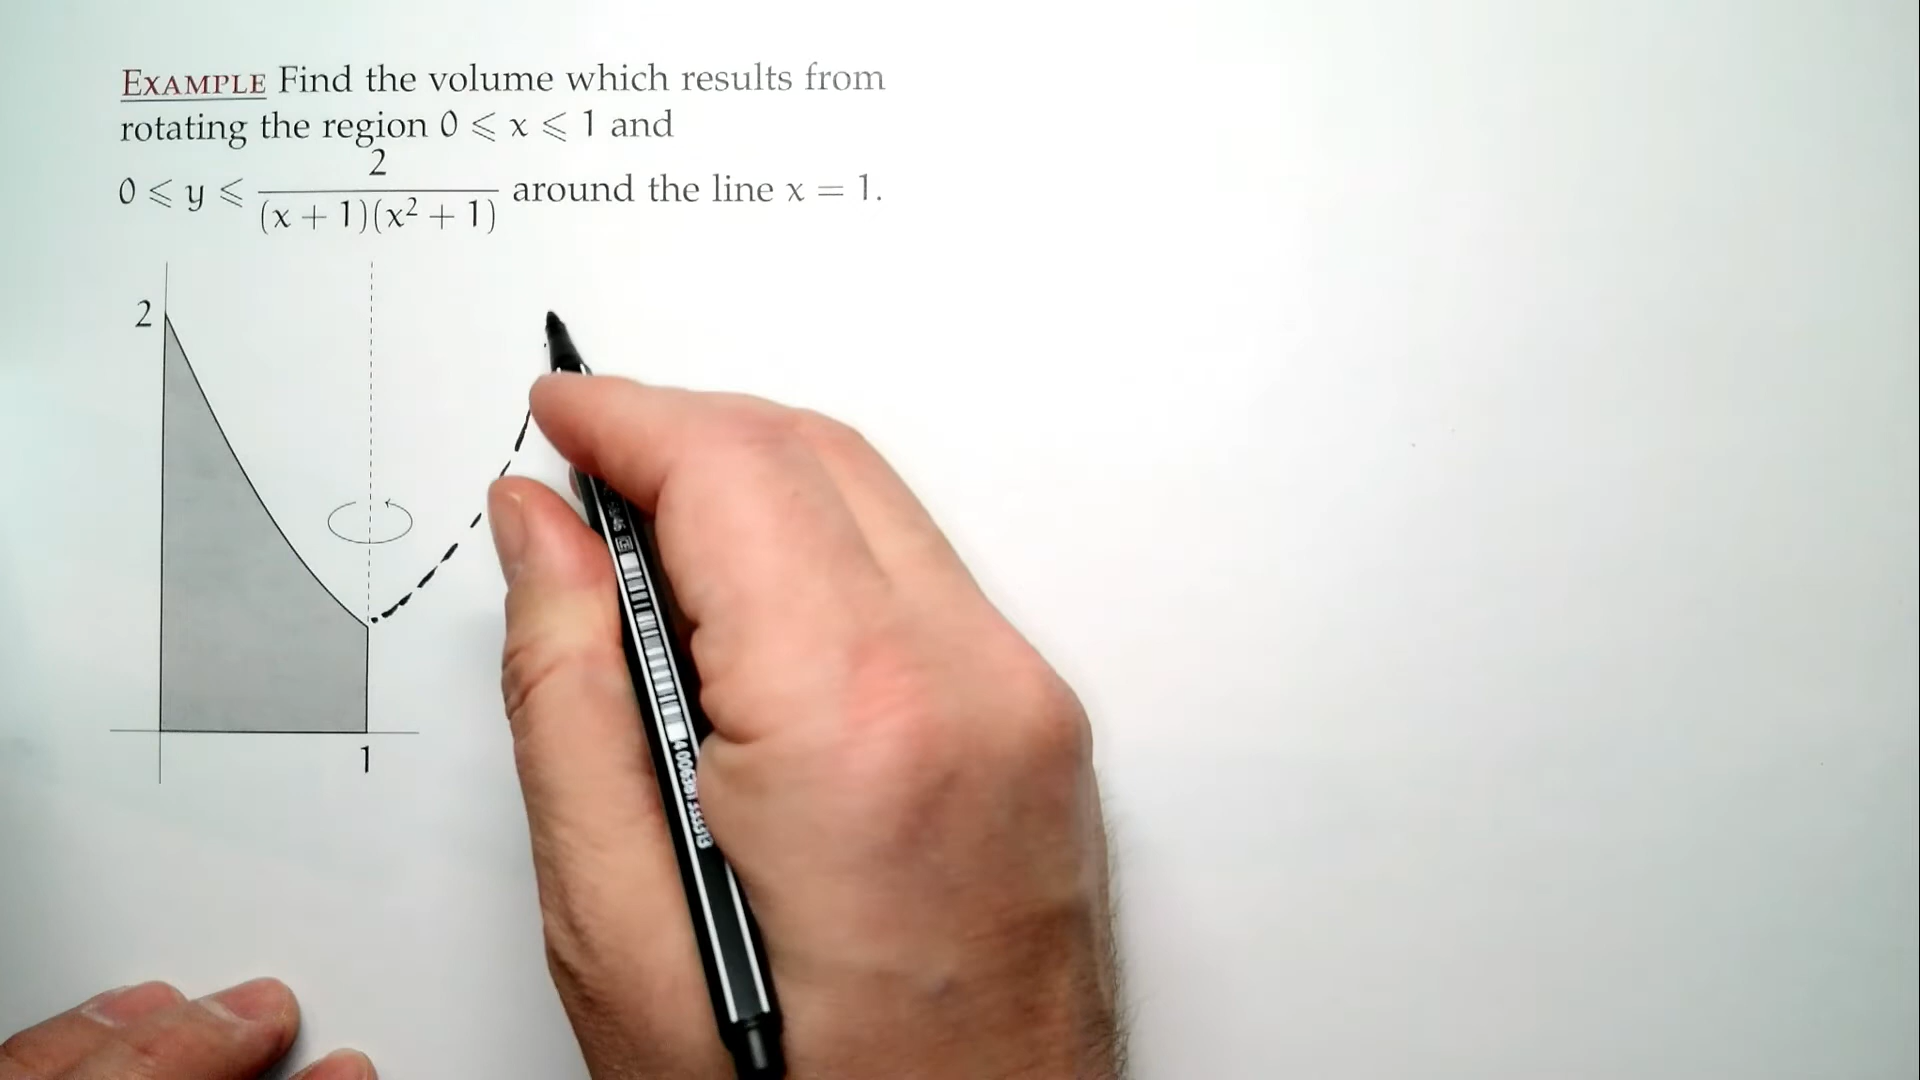 EXAMPLE Find the volume which results from
rotating the region 0 ⩽ x ⩽ 1 and
0 ⩽ y ⩽ 2/((x + 1)(x² + 1)) around the line x = 1.
2
1